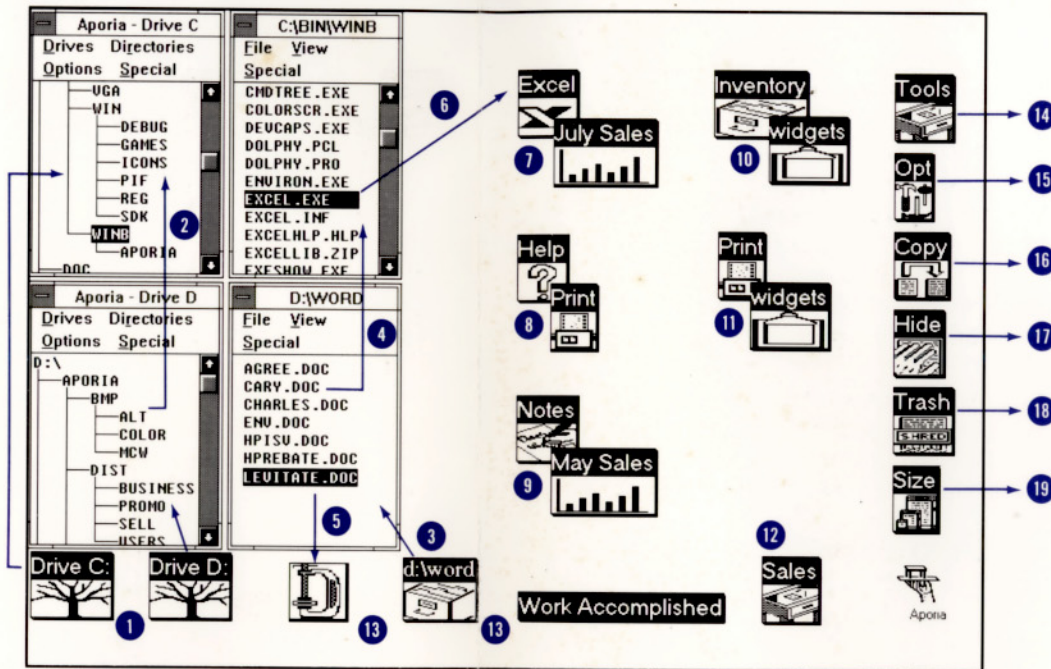 Aporia - Drive C
Drives Directories
Options Special
VGA
WIN
DEBUG
GAMES
ICONS
PIF
REG
SDK
WINB
APORIA
DOC
C:\BIN\WINB
File View
Special
CMDTREE.EXE
COLORSCR.EXE
DEVCAPS.EXE
DOLPHY.PCL
DOLPHY.PRO
ENVIRON.EXE
EXCEL.EXE
EXCEL.INF
EXCELHLP.HLP
EXCELLIB.ZIP
EXESHOW.EXE
Aporia - Drive D
Drives Directories
Options Special
D:\
APORIA
BMP
ALT
COLOR
MCW
DIST
BUSINESS
PROMO
SELL
USERS
D:\WORD
File View
Special
AGREE.DOC
CARY.DOC
CHARLES.DOC
ENV.DOC
HPISV.DOC
HPREBATE.DOC
LEVITATE.DOC
Drive C:
Drive D:
d:\word
1
2
3
4
5
6
13
13
Excel
July Sales
7
Inventory
widgets
10
Help
Print
8
Print
widgets
11
Notes
May Sales
9
12
Sales
Work Accomplished
Tools
14
Opt
15
Copy
16
Hide
17
Trash
SHRED
18
Size
19
Aporia